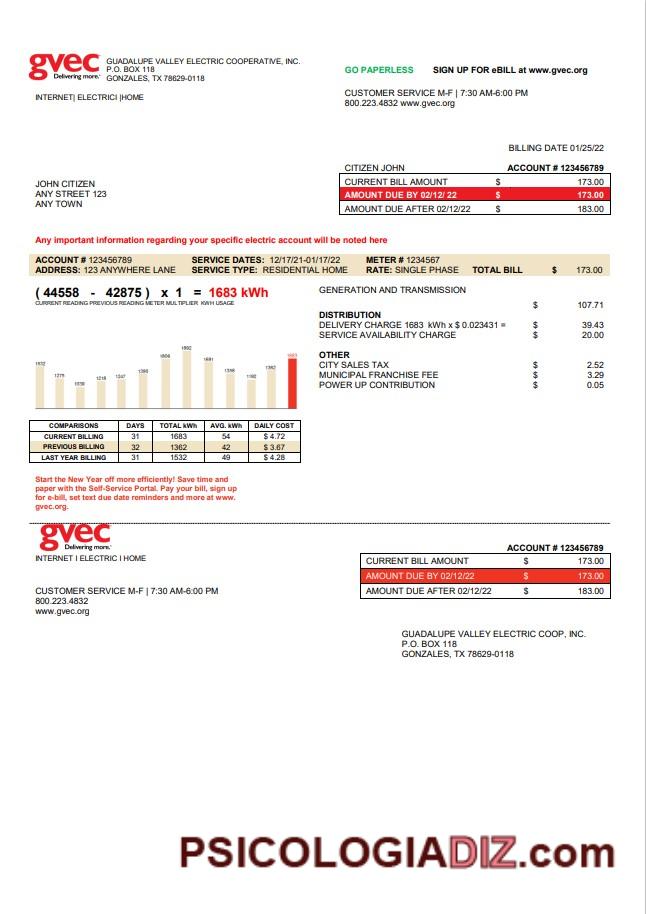 gvec
Delivering more.
GUADALUPE VALLEY ELECTRIC COOPERATIVE, INC.
P.O. BOX 118
GONZALES, TX 78629-0118
INTERNET| ELECTRICI |HOME
GO PAPERLESS SIGN UP FOR eBILL at www.gvec.org
CUSTOMER SERVICE M-F | 7:30 AM-6:00 PM
800.223.4832 www.gvec.org
BILLING DATE 01/25/22
JOHN CITIZEN
ANY STREET 123
ANY TOWN
CITIZEN JOHN ACCOUNT # 123456789
CURRENT BILL AMOUNT $ 173.00
AMOUNT DUE BY 02/12/ 22 $ 173.00
AMOUNT DUE AFTER 02/12/22 $ 183.00
Any important information regarding your specific electric account will be noted here
ACCOUNT # 123456789 SERVICE DATES: 12/17/21-01/17/22 METER # 1234567
ADDRESS: 123 ANYWHERE LANE SERVICE TYPE: RESIDENTIAL HOME RATE: SINGLE PHASE TOTAL BILL $ 173.00
( 44558 - 42875 ) x 1 = 1683 kWh
CURRENT READING PREVIOUS READING METER MULTIPLIER KWH USAGE
GENERATION AND TRANSMISSION
$ 107.71
DISTRIBUTION
DELIVERY CHARGE 1683 kWh x $ 0.023431 = $ 39.43
SERVICE AVAILABILITY CHARGE $ 20.00
OTHER
CITY SALES TAX $ 2.52
MUNICIPAL FRANCHISE FEE $ 3.29
POWER UP CONTRIBUTION $ 0.05
1532 1275 1247 1362 1683
COMPARISONS DAYS TOTAL kWh AVG. kWh DAILY COST
CURRENT BILLING 31 1683 54 $ 4.72
PREVIOUS BILLING 32 1362 42 $ 3.67
LAST YEAR BILLING 31 1532 49 $ 4.28
Start the New Year off more efficiently! Save time and
paper with the Self-Service Portal. Pay your bill, sign up
for e-bill, set text due date reminders and more at www.
gvec.org.
gvec
Delivering more.
INTERNET I ELECTRIC I HOME
CUSTOMER SERVICE M-F | 7:30 AM-6:00 PM
800.223.4832
www.gvec.org
ACCOUNT # 123456789
CURRENT BILL AMOUNT $ 173.00
AMOUNT DUE BY 02/12/22 $ 173.00
AMOUNT DUE AFTER 02/12/22 $ 183.00
GUADALUPE VALLEY ELECTRIC COOP, INC.
P.O. BOX 118
GONZALES, TX 78629-0118
PSICOLOGIADIZ.com